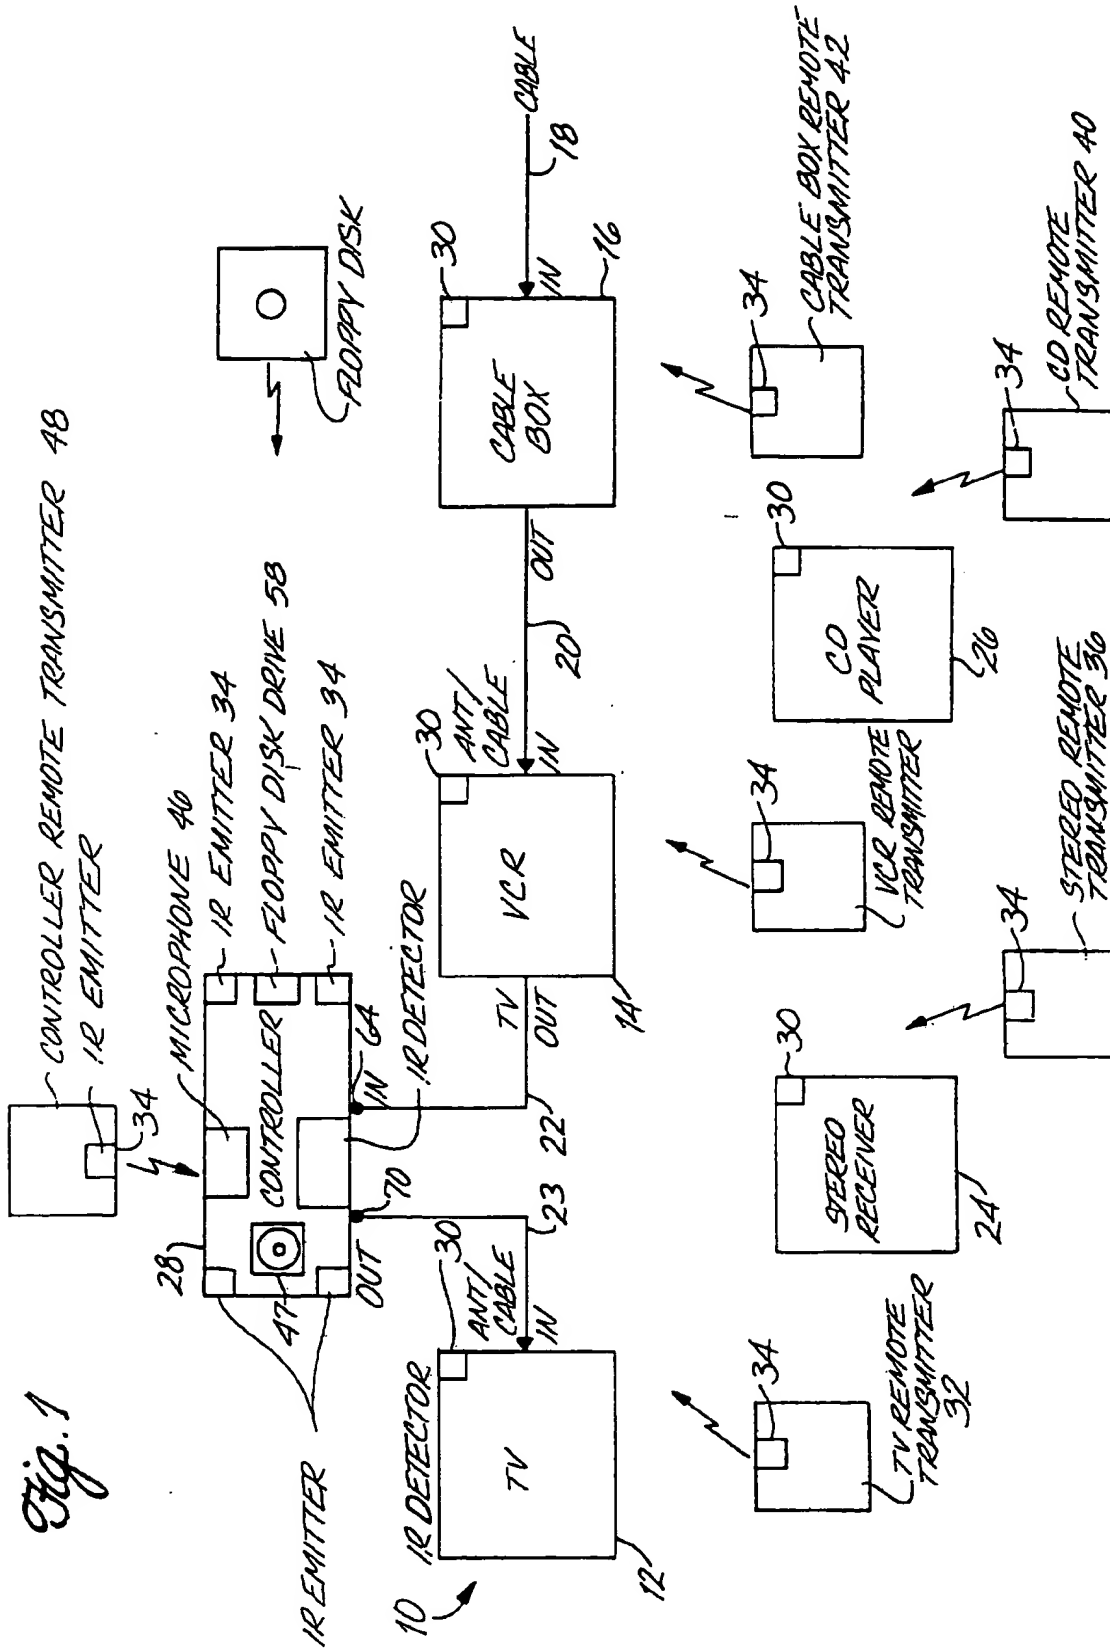 Fig. 1
CONTROLLER REMOTE TRANSMITTER 48
IR EMITTER
34
MICROPHONE 46
IR EMITTER 34
FLOPPY DISK DRIVE 58
IR EMITTER 34
28
CONTROLLER
47
OUT
70
IN
64
IR DETECTOR
IR EMITTER
FLOPPY DISK
10
IR DETECTOR
30
ANT/
CABLE
IN
TV
12
23
22
TV
OUT
30
ANT/
CABLE
IN
VCR
14
20
OUT
30
CABLE
BOX
IN
16
18
CABLE
34
TV REMOTE
TRANSMITTER
32
30
STEREO
RECEIVER
24
34
VCR REMOTE
TRANSMITTER
30
CD
PLAYER
26
34
CABLE BOX REMOTE
TRANSMITTER 42
34
STEREO REMOTE
TRANSMITTER 36
34
CD REMOTE
TRANSMITTER 40